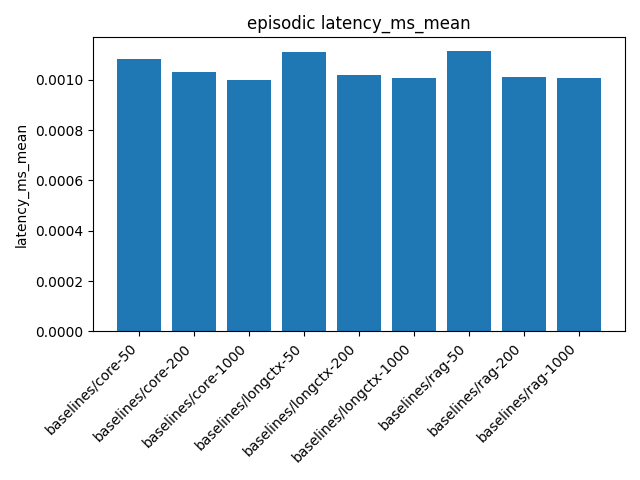 episodic latency_ms_mean
latency_ms_mean
0.0010
0.0008
0.0006
0.0004
0.0002
0.0000
baselines/core-50
baselines/core-200
baselines/core-1000
baselines/longctx-50
baselines/longctx-200
baselines/longctx-1000
baselines/rag-50
baselines/rag-200
baselines/rag-1000